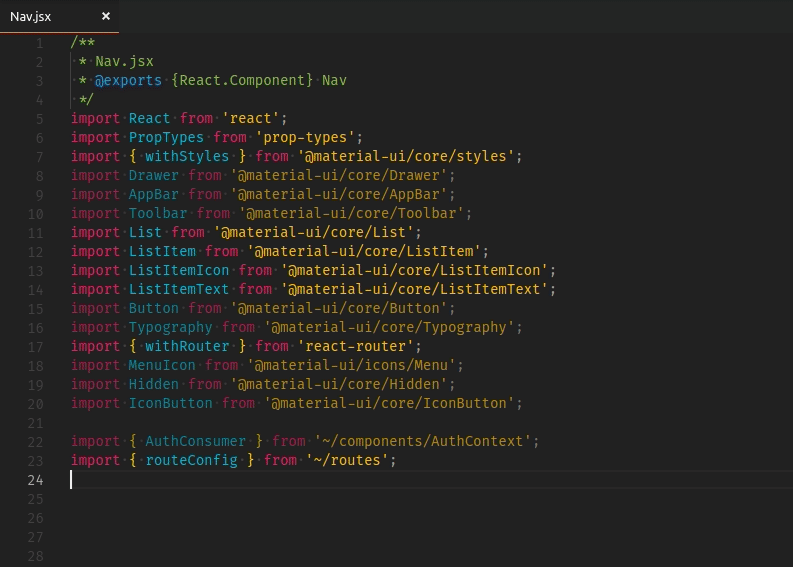 Nav.jsx ×
1 /**
2  * Nav.jsx
3  * @exports {React.Component} Nav
4  */
5 import React from 'react';
6 import PropTypes from 'prop-types';
7 import { withStyles } from '@material-ui/core/styles';
8 import Drawer from '@material-ui/core/Drawer';
9 import AppBar from '@material-ui/core/AppBar';
10 import Toolbar from '@material-ui/core/Toolbar';
11 import List from '@material-ui/core/List';
12 import ListItem from '@material-ui/core/ListItem';
13 import ListItemIcon from '@material-ui/core/ListItemIcon';
14 import ListItemText from '@material-ui/core/ListItemText';
15 import Button from '@material-ui/core/Button';
16 import Typography from '@material-ui/core/Typography';
17 import { withRouter } from 'react-router';
18 import MenuIcon from '@material-ui/icons/Menu';
19 import Hidden from '@material-ui/core/Hidden';
20 import IconButton from '@material-ui/core/IconButton';
21
22 import { AuthConsumer } from '~/components/AuthContext';
23 import { routeConfig } from '~/routes';
24
25
26
27
28